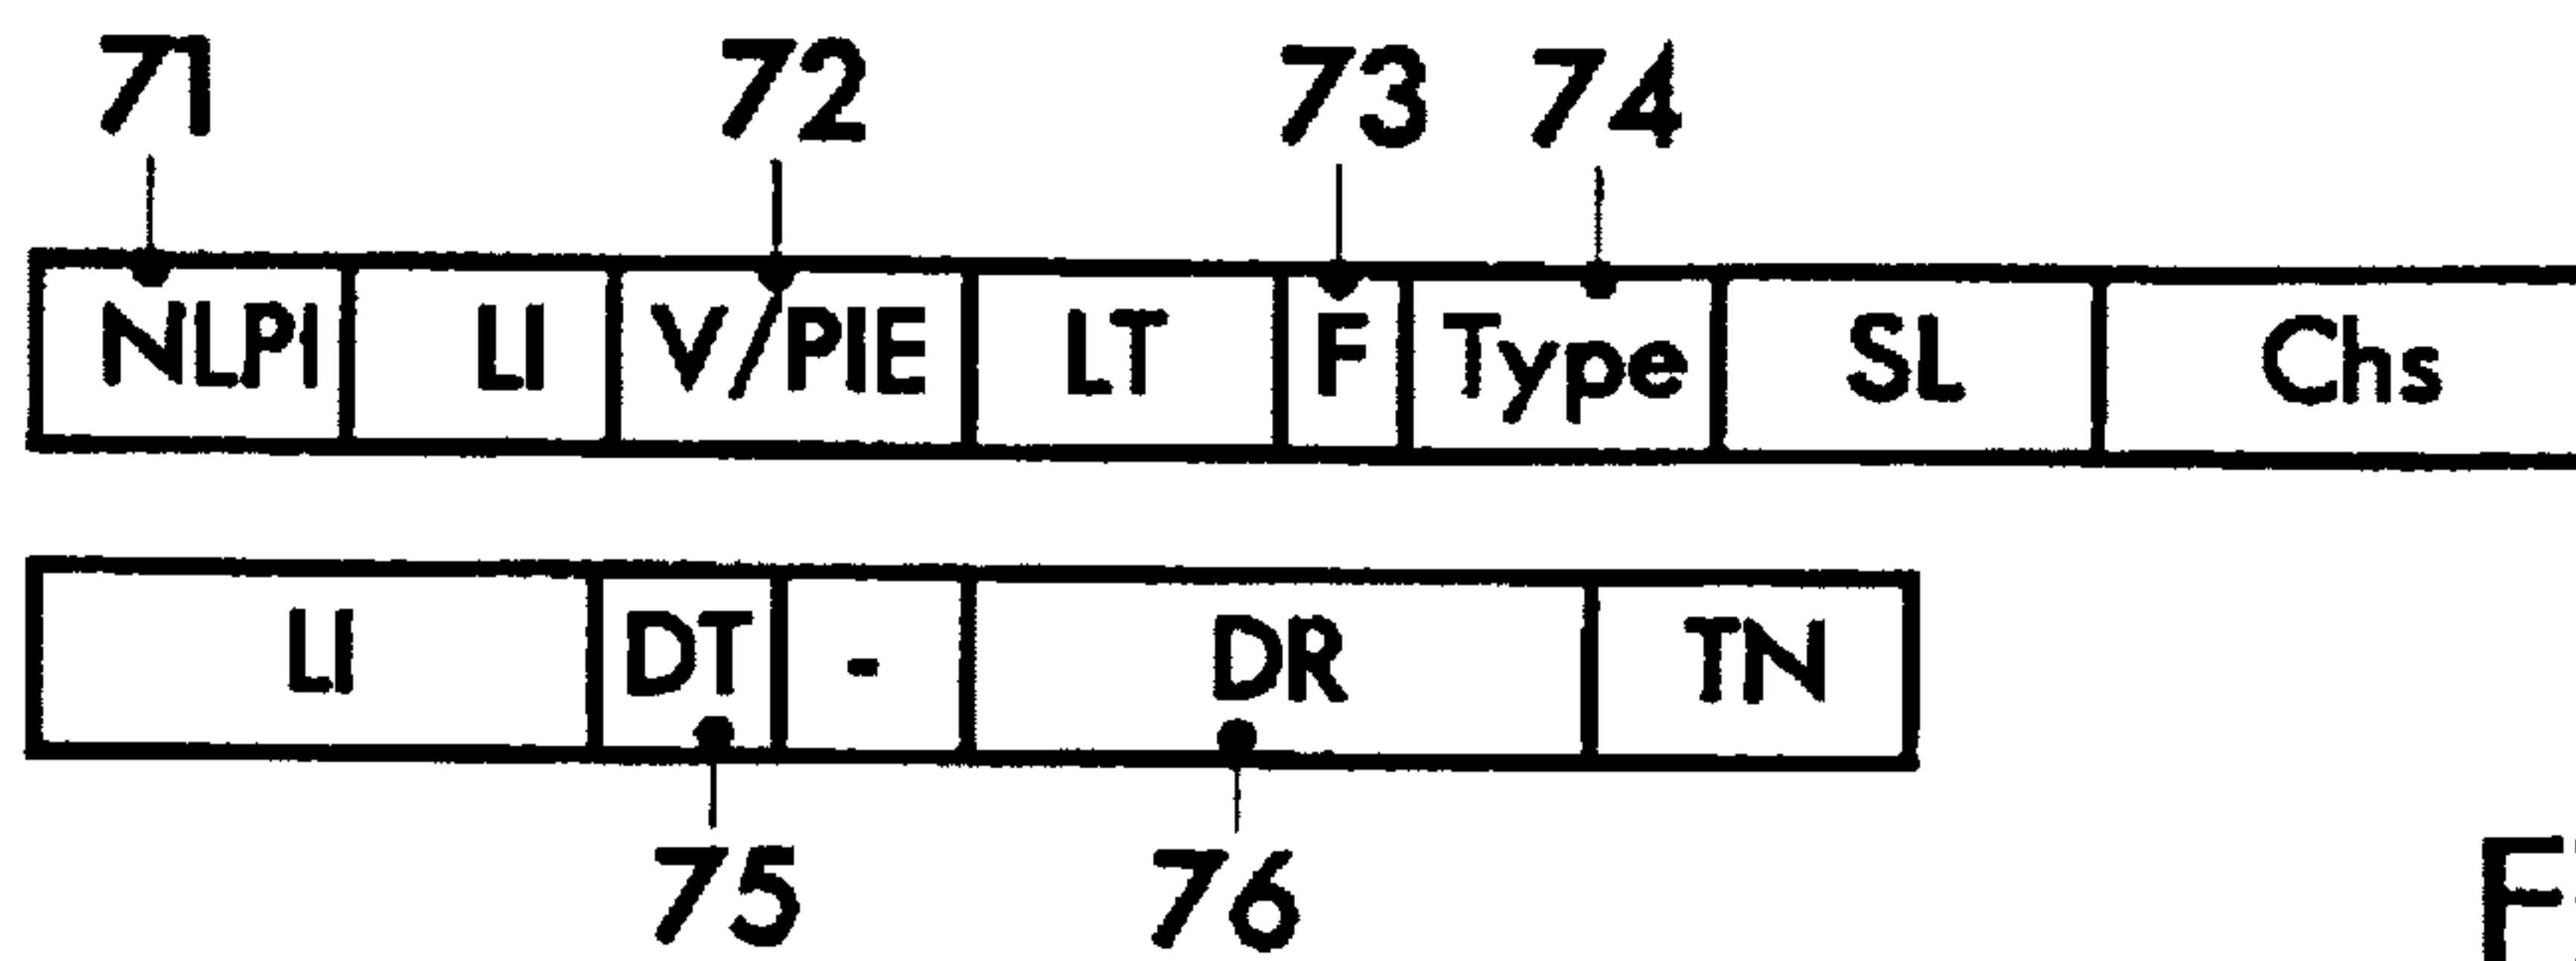 71 72 73 74
NLPI LI V/PIE LT F Type SL Chs
LI DT - DR TN
75 76
F